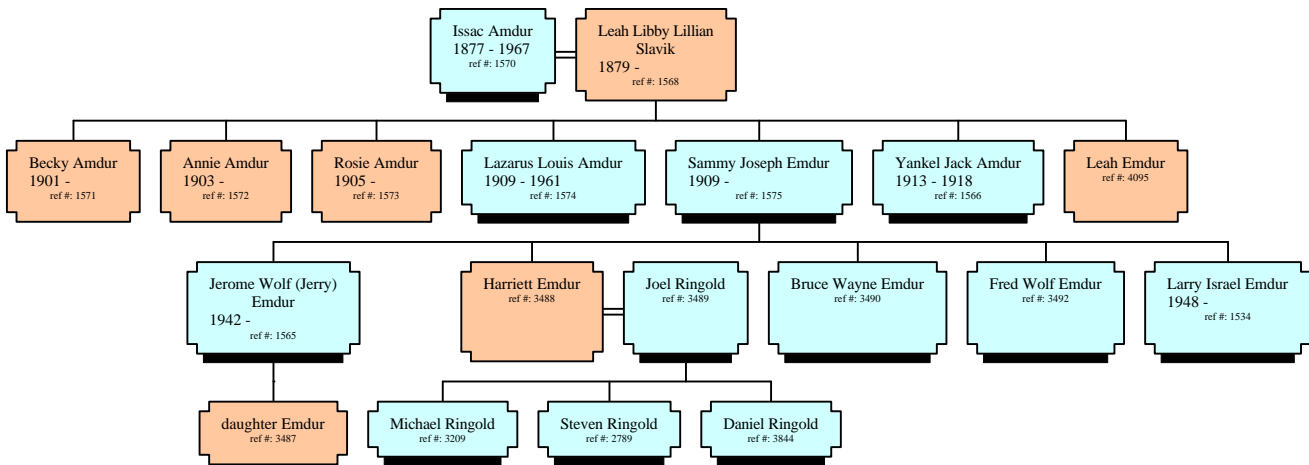 Issac Amdur
1877 - 1967
ref #: 1570
Leah Libby Lillian
Slavik
1879 -
ref #: 1568
Becky Amdur
1901 -
ref #: 1571
Annie Amdur
1903 -
ref #: 1572
Rosie Amdur
1905 -
ref #: 1573
Lazarus Louis Amdur
1909 - 1961
ref #: 1574
Sammy Joseph Emdur
1909 -
ref #: 1575
Yankel Jack Amdur
1913 - 1918
ref #: 1566
Leah Emdur
ref #: 4095
Jerome Wolf (Jerry)
Emdur
1942 -
ref #: 1565
Harriett Emdur
ref #: 3488
Joel Ringold
ref #: 3489
Bruce Wayne Emdur
ref #: 3490
Fred Wolf Emdur
ref #: 3492
Larry Israel Emdur
1948 -
ref #: 1534
daughter Emdur
ref #: 3487
Michael Ringold
ref #: 3209
Steven Ringold
ref #: 2789
Daniel Ringold
ref #: 3844